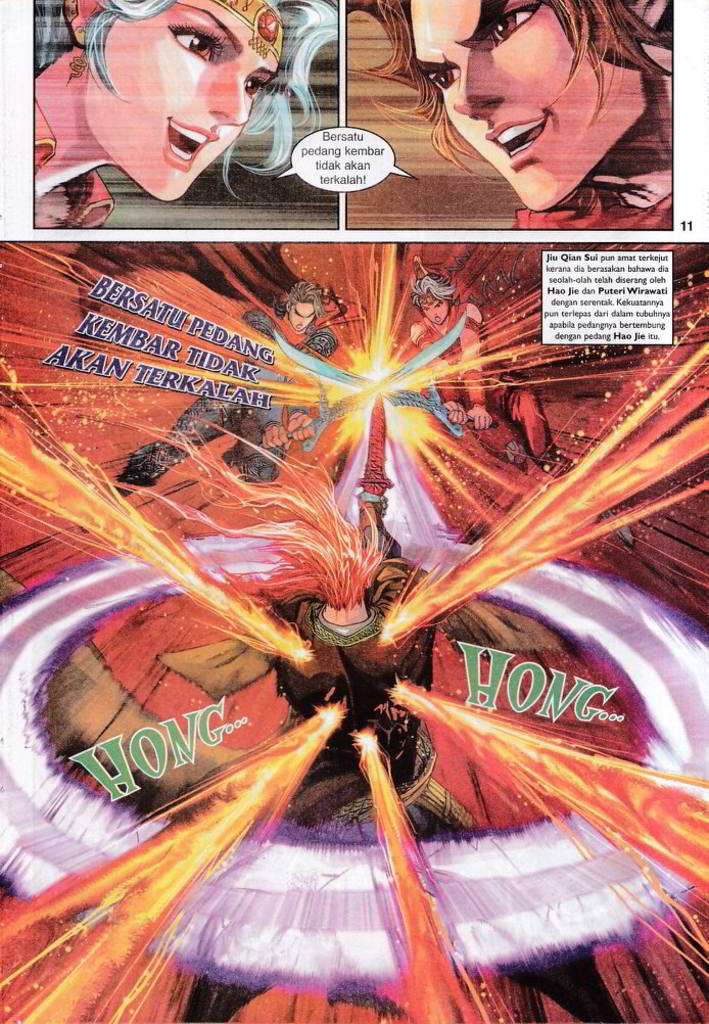 Bersatu
pedang kembar
tidak akan
terkalah!
11
BERSATU PEDANG
KEMBAR TIDAK
AKAN TERKALAH
Jiu Qian Sui pun amat terkejut
kerana dia berasakan bahawa dia
seolah-olah telah diserang oleh
Hao Jie dan Puteri Wirawati
dengan serentak. Kekuatannya
pun terlepas dari dalam tubuhnya
apabila pedangnya bertembung
dengan pedang Hao Jie itu.
HONG...
HONG...